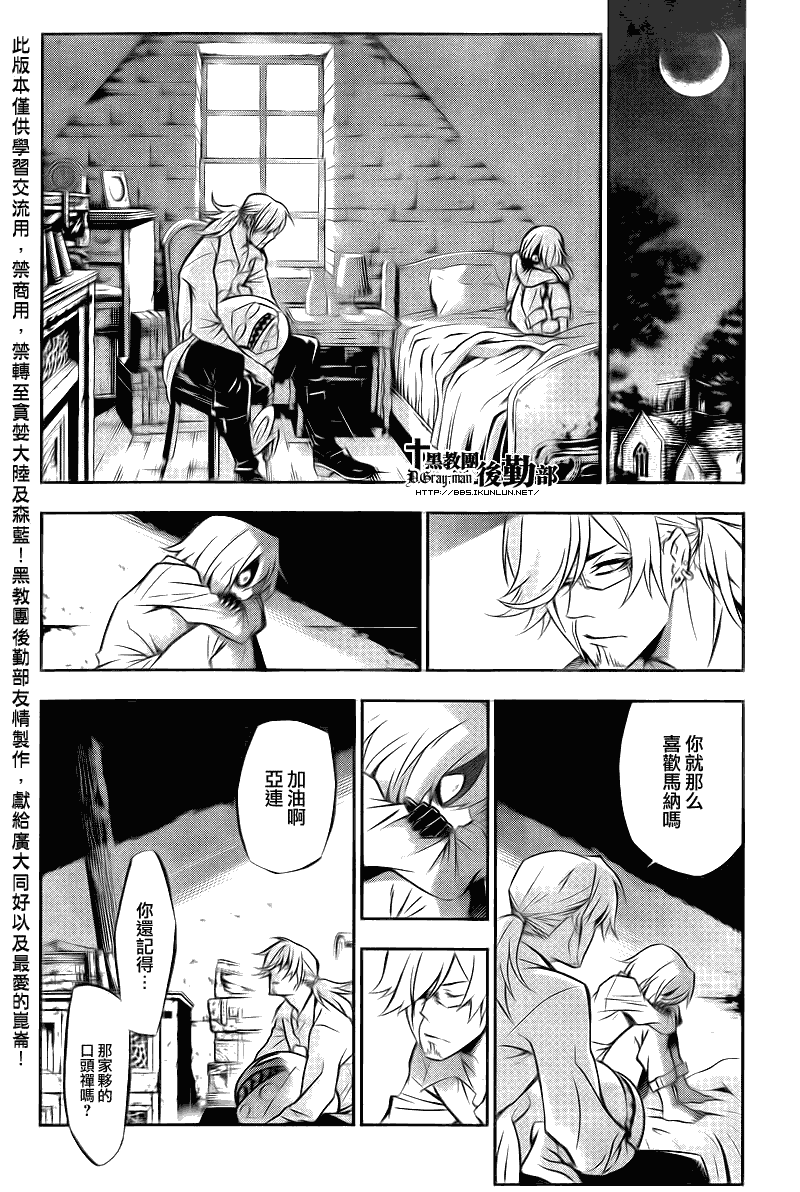 此版本僅供學習交流用，禁商用，禁轉至貪婪大陸及森藍！黑教團後勤部友情製作，獻給廣大同好以及最愛的崑崙！
黑教團
D.Gray-man
後勤部
HTTP://BBS.IKUNLUN.NET/
你就那么
喜歡馬納嗎
加油啊
亞連
你還記得…
那家夥的
口頭禪嗎？